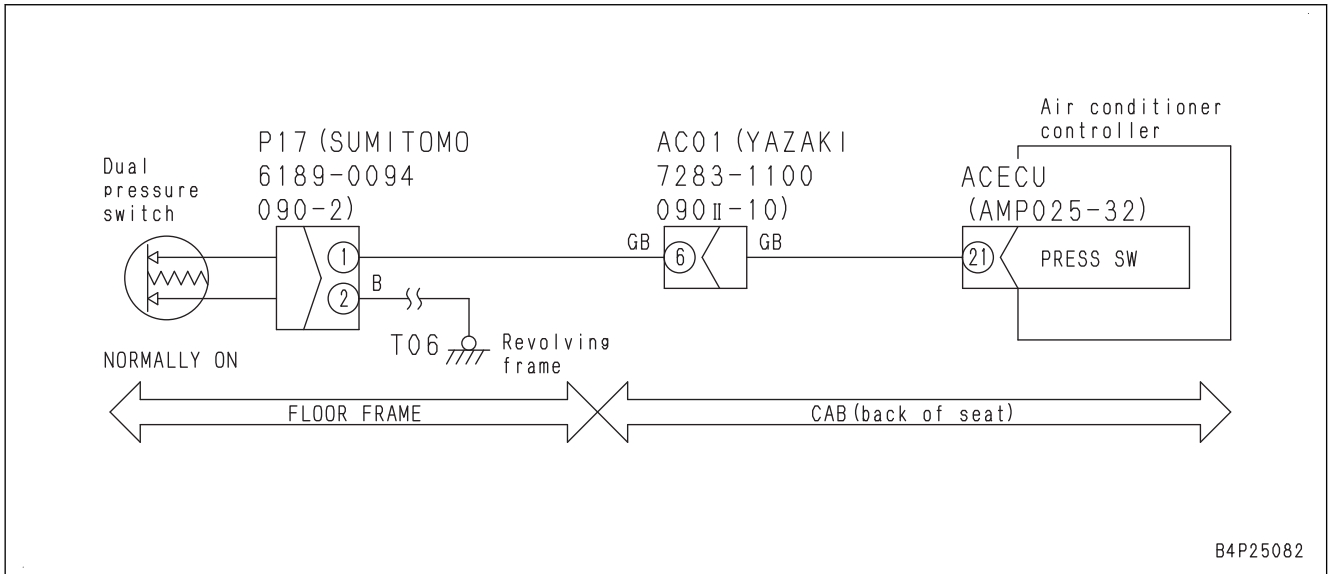 Air conditioner
controller
Dual
pressure
switch
P17 (SUMITOMO
6189-0094
090-2)
AC01 (YAZAKI
7283-1100
090Ⅱ-10)
ACECU
(AMP025-32)
1
2
B
GB
6
GB
21
PRESS SW
T06
Revolving
frame
NORMALLY ON
FLOOR FRAME
CAB (back of seat)
B4P25082